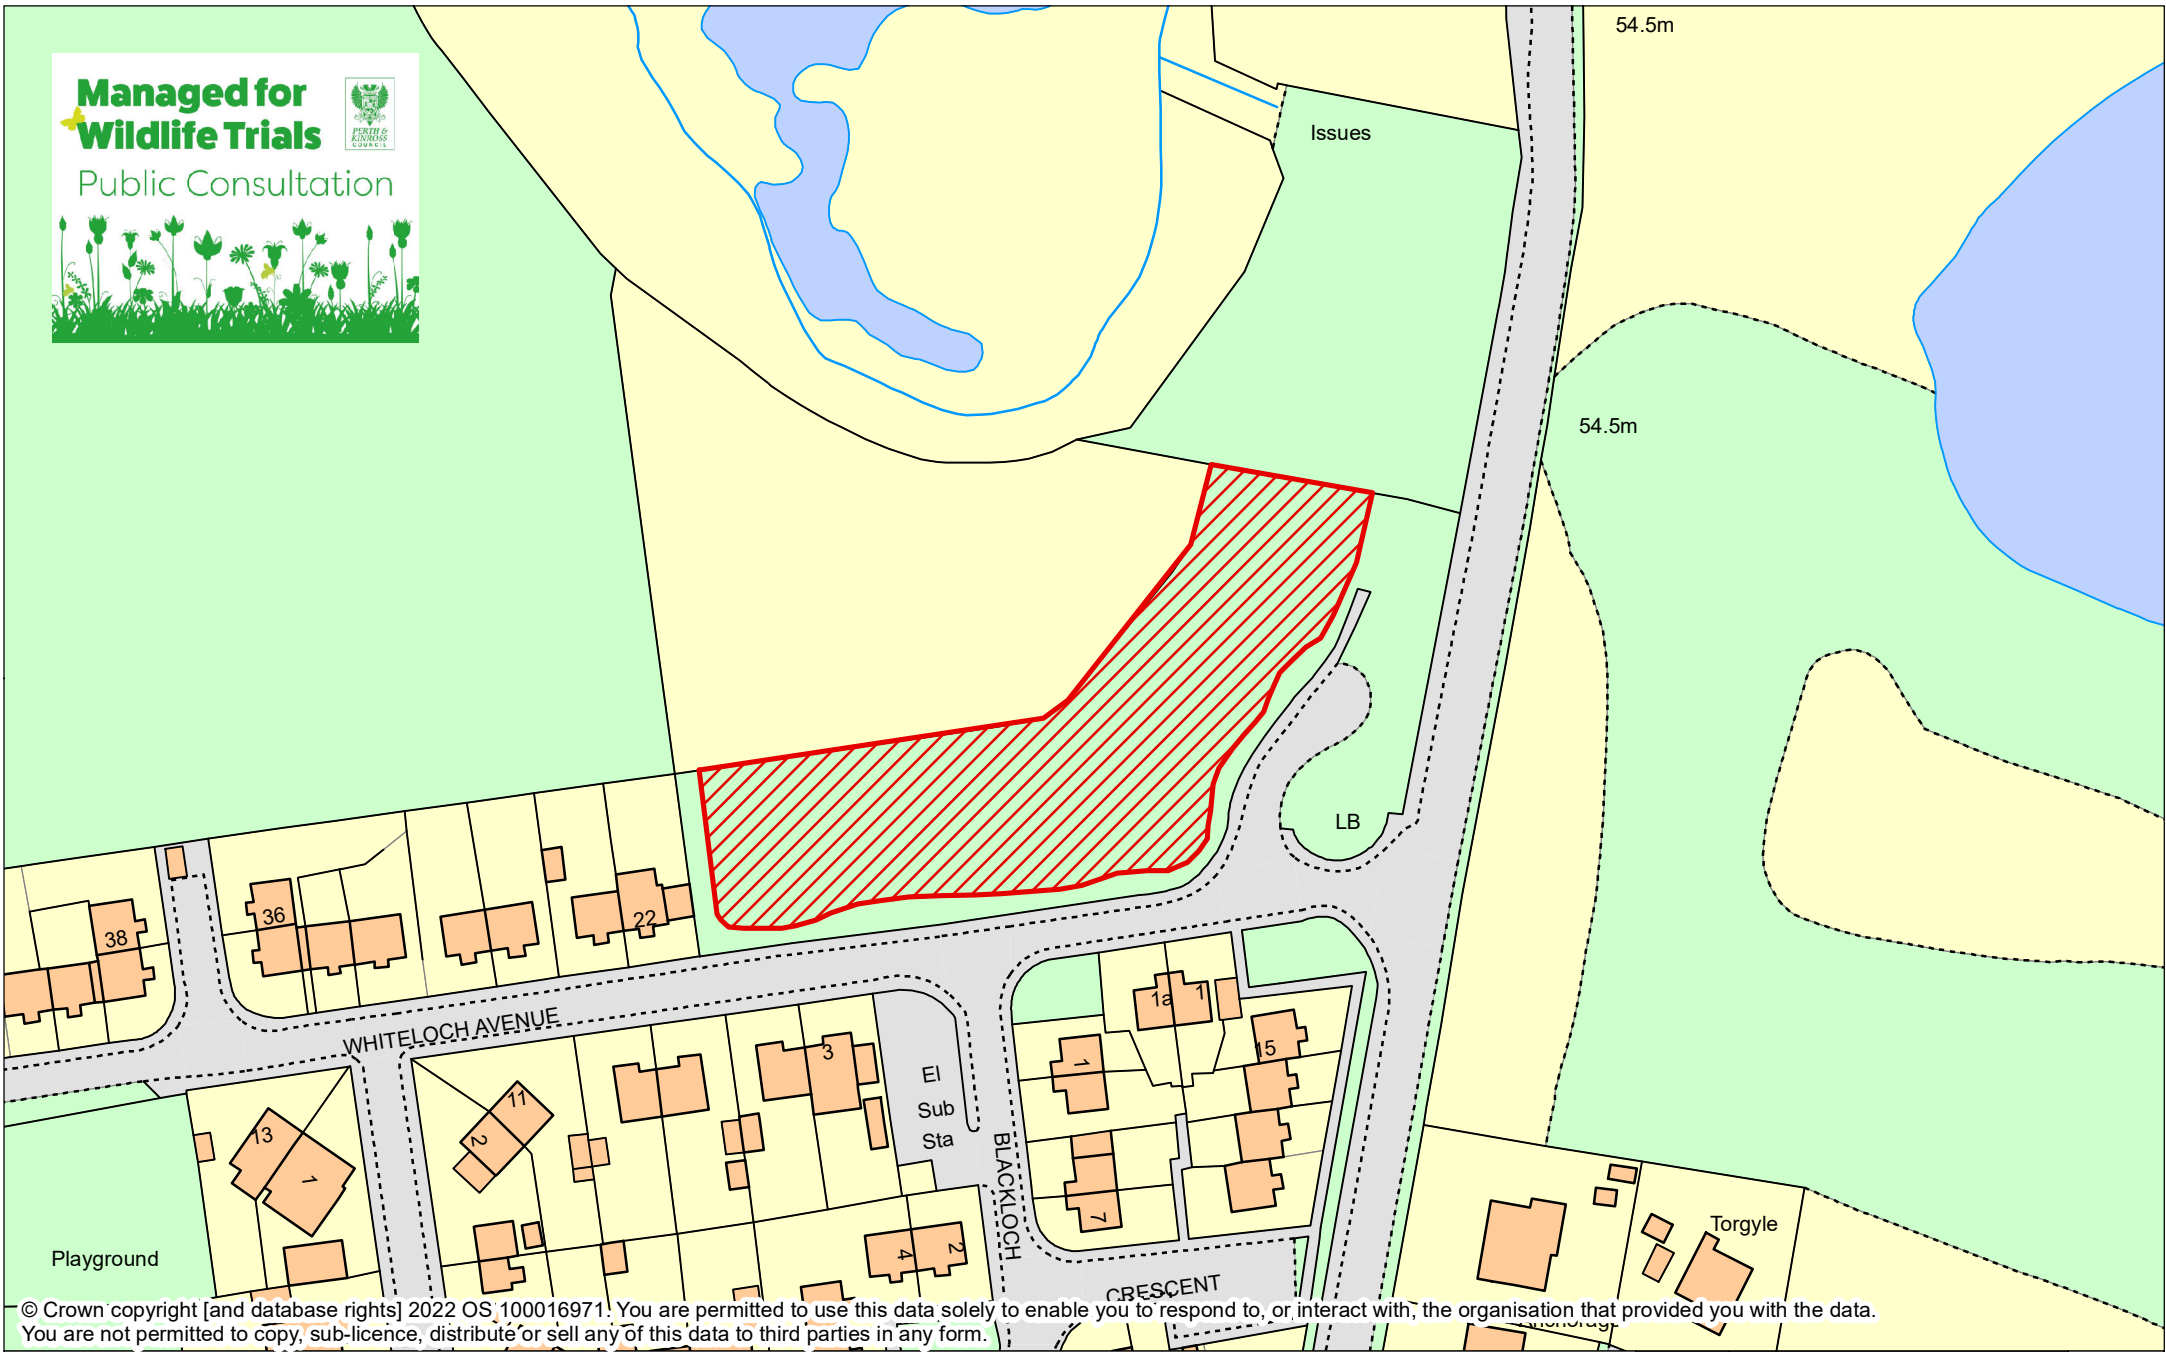 Managed for
Wildlife Trials
PERTH &
KINROSS
COUNCIL
Public Consultation
54.5m
Issues
54.5m
LB
36
38
22
WHITELOCH AVENUE
1a
1
15
3
1
El
Sub
Sta
11
2
13
1
BLACKLOCH
7
Torgyle
Playground
4
2
CRESCENT
© Crown copyright [and database rights] 2022 OS 100016971. You are permitted to use this data solely to enable you to respond to, or interact with, the organisation that provided you with the data.
You are not permitted to copy, sub-licence, distribute or sell any of this data to third parties in any form.